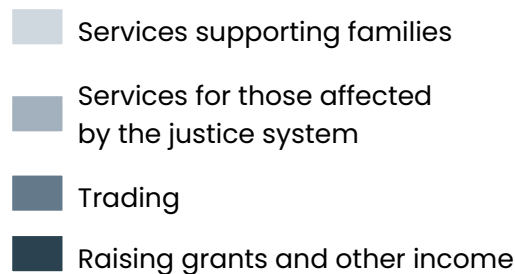 Services supporting families
Services for those affected
by the justice system
Trading
Raising grants and other income